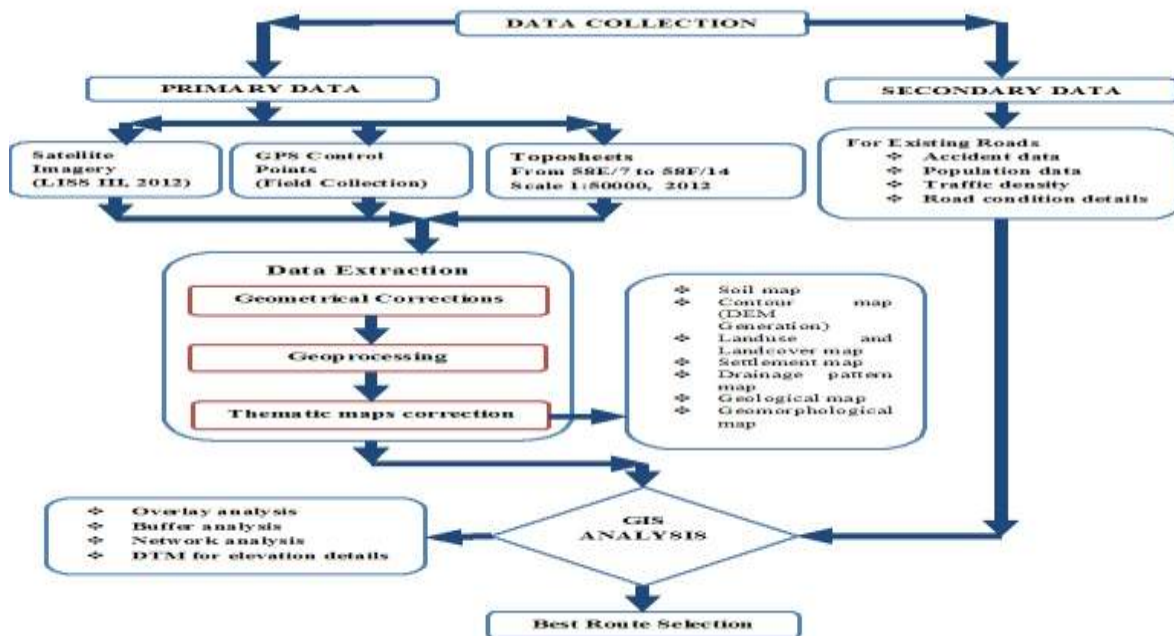 DATA COLLECTION
PRIMARY DATA
SECONDARY DATA
Satellite
Imagery
(LISS III, 2012)
GPS Control
Points
(Field Collection)
Toposheets
From 58E/7 to 58F/14
Scale 1:50000, 2012
For Existing Roads
❖ Accident data
❖ Population data
❖ Traffic density
❖ Road condition details
Data Extraction
Geometrical Corrections
Geoprocessing
Thematic maps correction
❖ Soil map
❖ Contour map
(DEM
Generation)
❖ Landuse and
Landcover map
❖ Settlement map
❖ Drainage pattern
map
❖ Geological map
❖ Geomorphological
map
❖ Overlay analysis
❖ Buffer analysis
❖ Network analysis
❖ DTM for elevation details
GIS
ANALYSIS
Best Route Selection